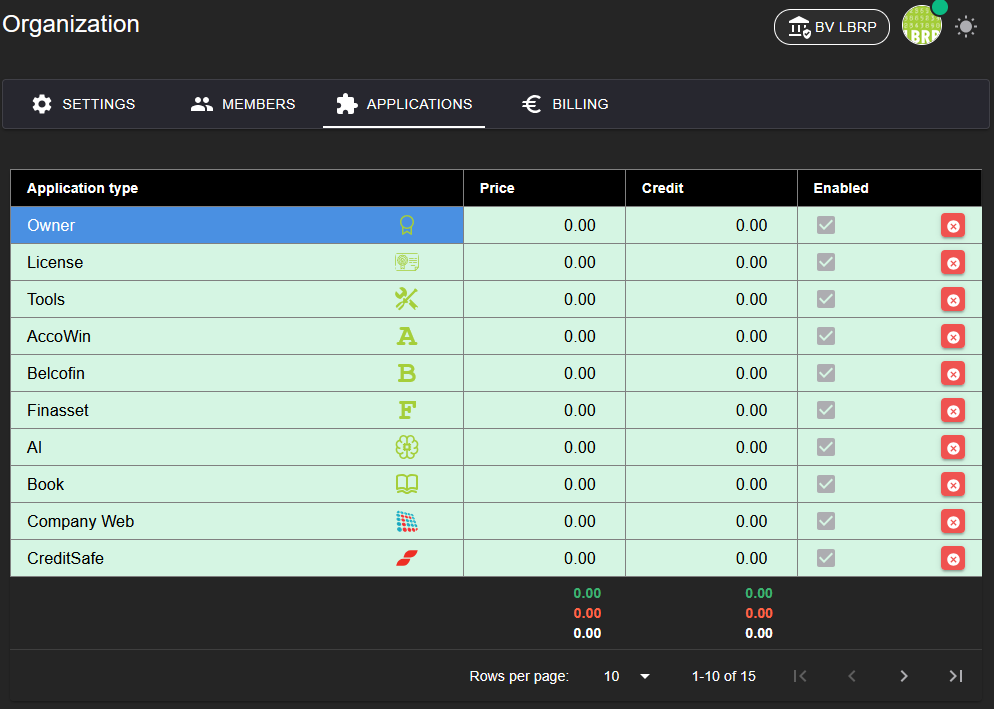 Organization
BV LBRP
LBRP
SETTINGS MEMBERS APPLICATIONS BILLING
Application type Price Credit Enabled
Owner 0.00 0.00
License 0.00 0.00
Tools 0.00 0.00
AccoWin A 0.00 0.00
Belcofin B 0.00 0.00
Finasset F 0.00 0.00
AI 0.00 0.00
Book 0.00 0.00
Company Web 0.00 0.00
CreditSafe 0.00 0.00
0.00 0.00
0.00 0.00
0.00 0.00
Rows per page: 10 1-10 of 15